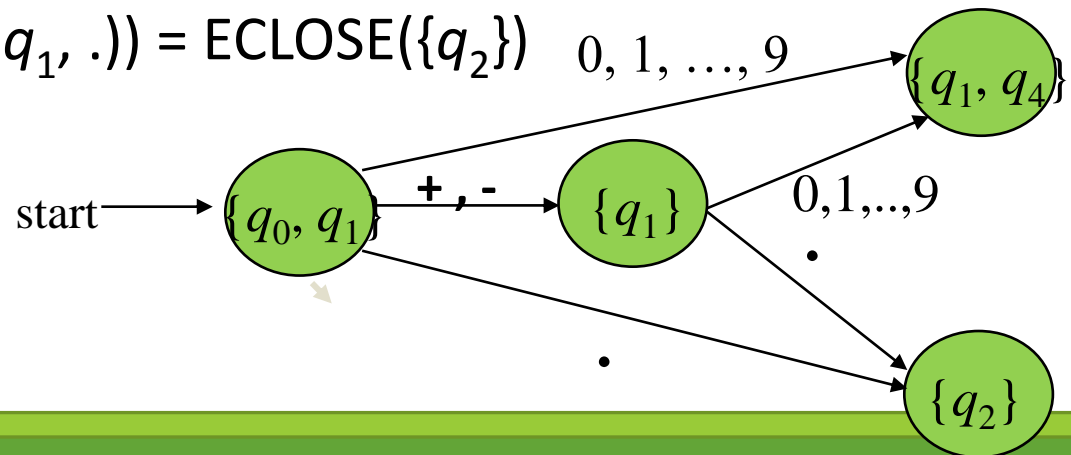 q₁, .)) = ECLOSE({q₂})
0, 1, …, 9
{q₁, q₄}
start
{q₀, q₁}
+ , -
{q₁}
0,1,..,9
.
.
{q₂}